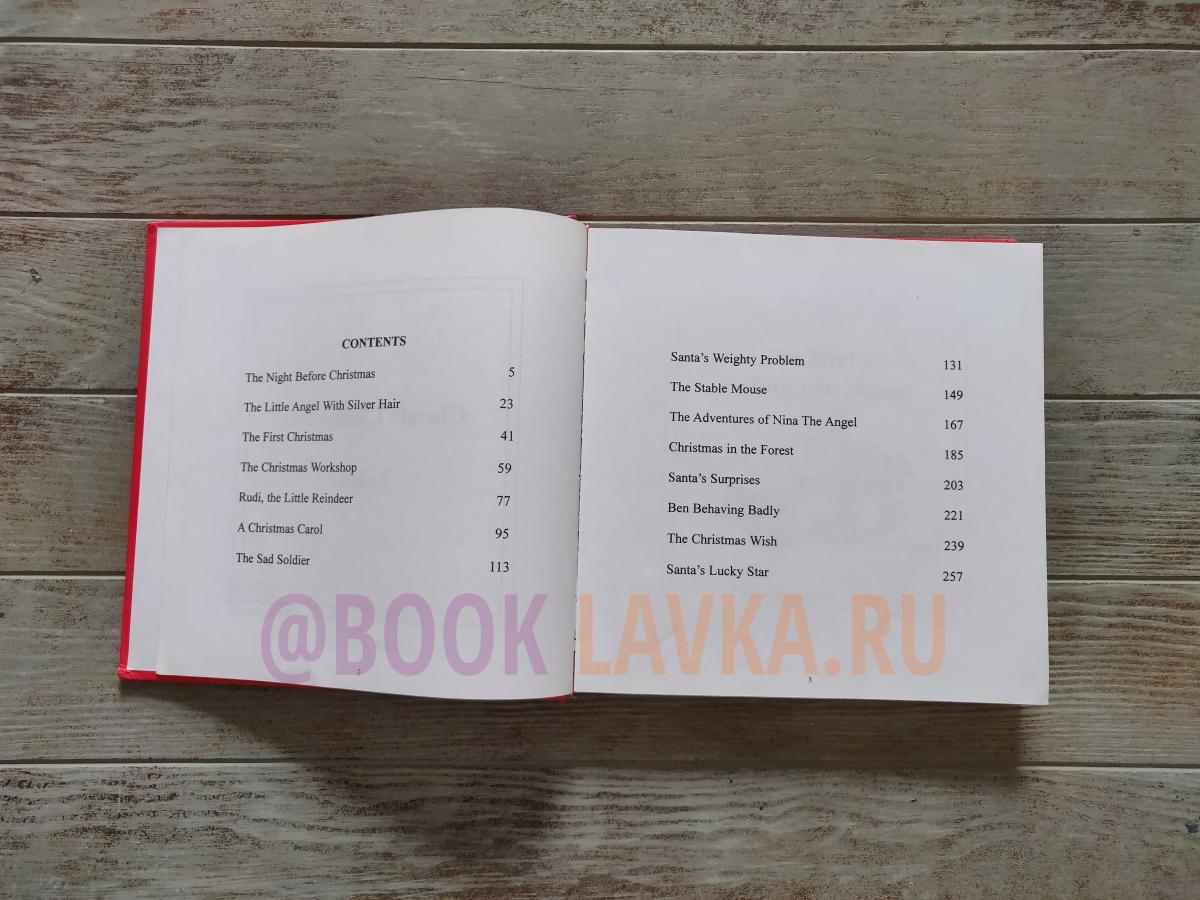 CONTENTS
The Night Before Christmas 5
The Little Angel With Silver Hair 23
The First Christmas 41
The Christmas Workshop 59
Rudi, the Little Reindeer 77
A Christmas Carol 95
The Sad Soldier 113
2
Santa's Weighty Problem 131
The Stable Mouse 149
The Adventures of Nina The Angel 167
Christmas in the Forest 185
Santa's Surprises 203
Ben Behaving Badly 221
The Christmas Wish 239
Santa's Lucky Star 257
3
@BOOK LAVKA.RU